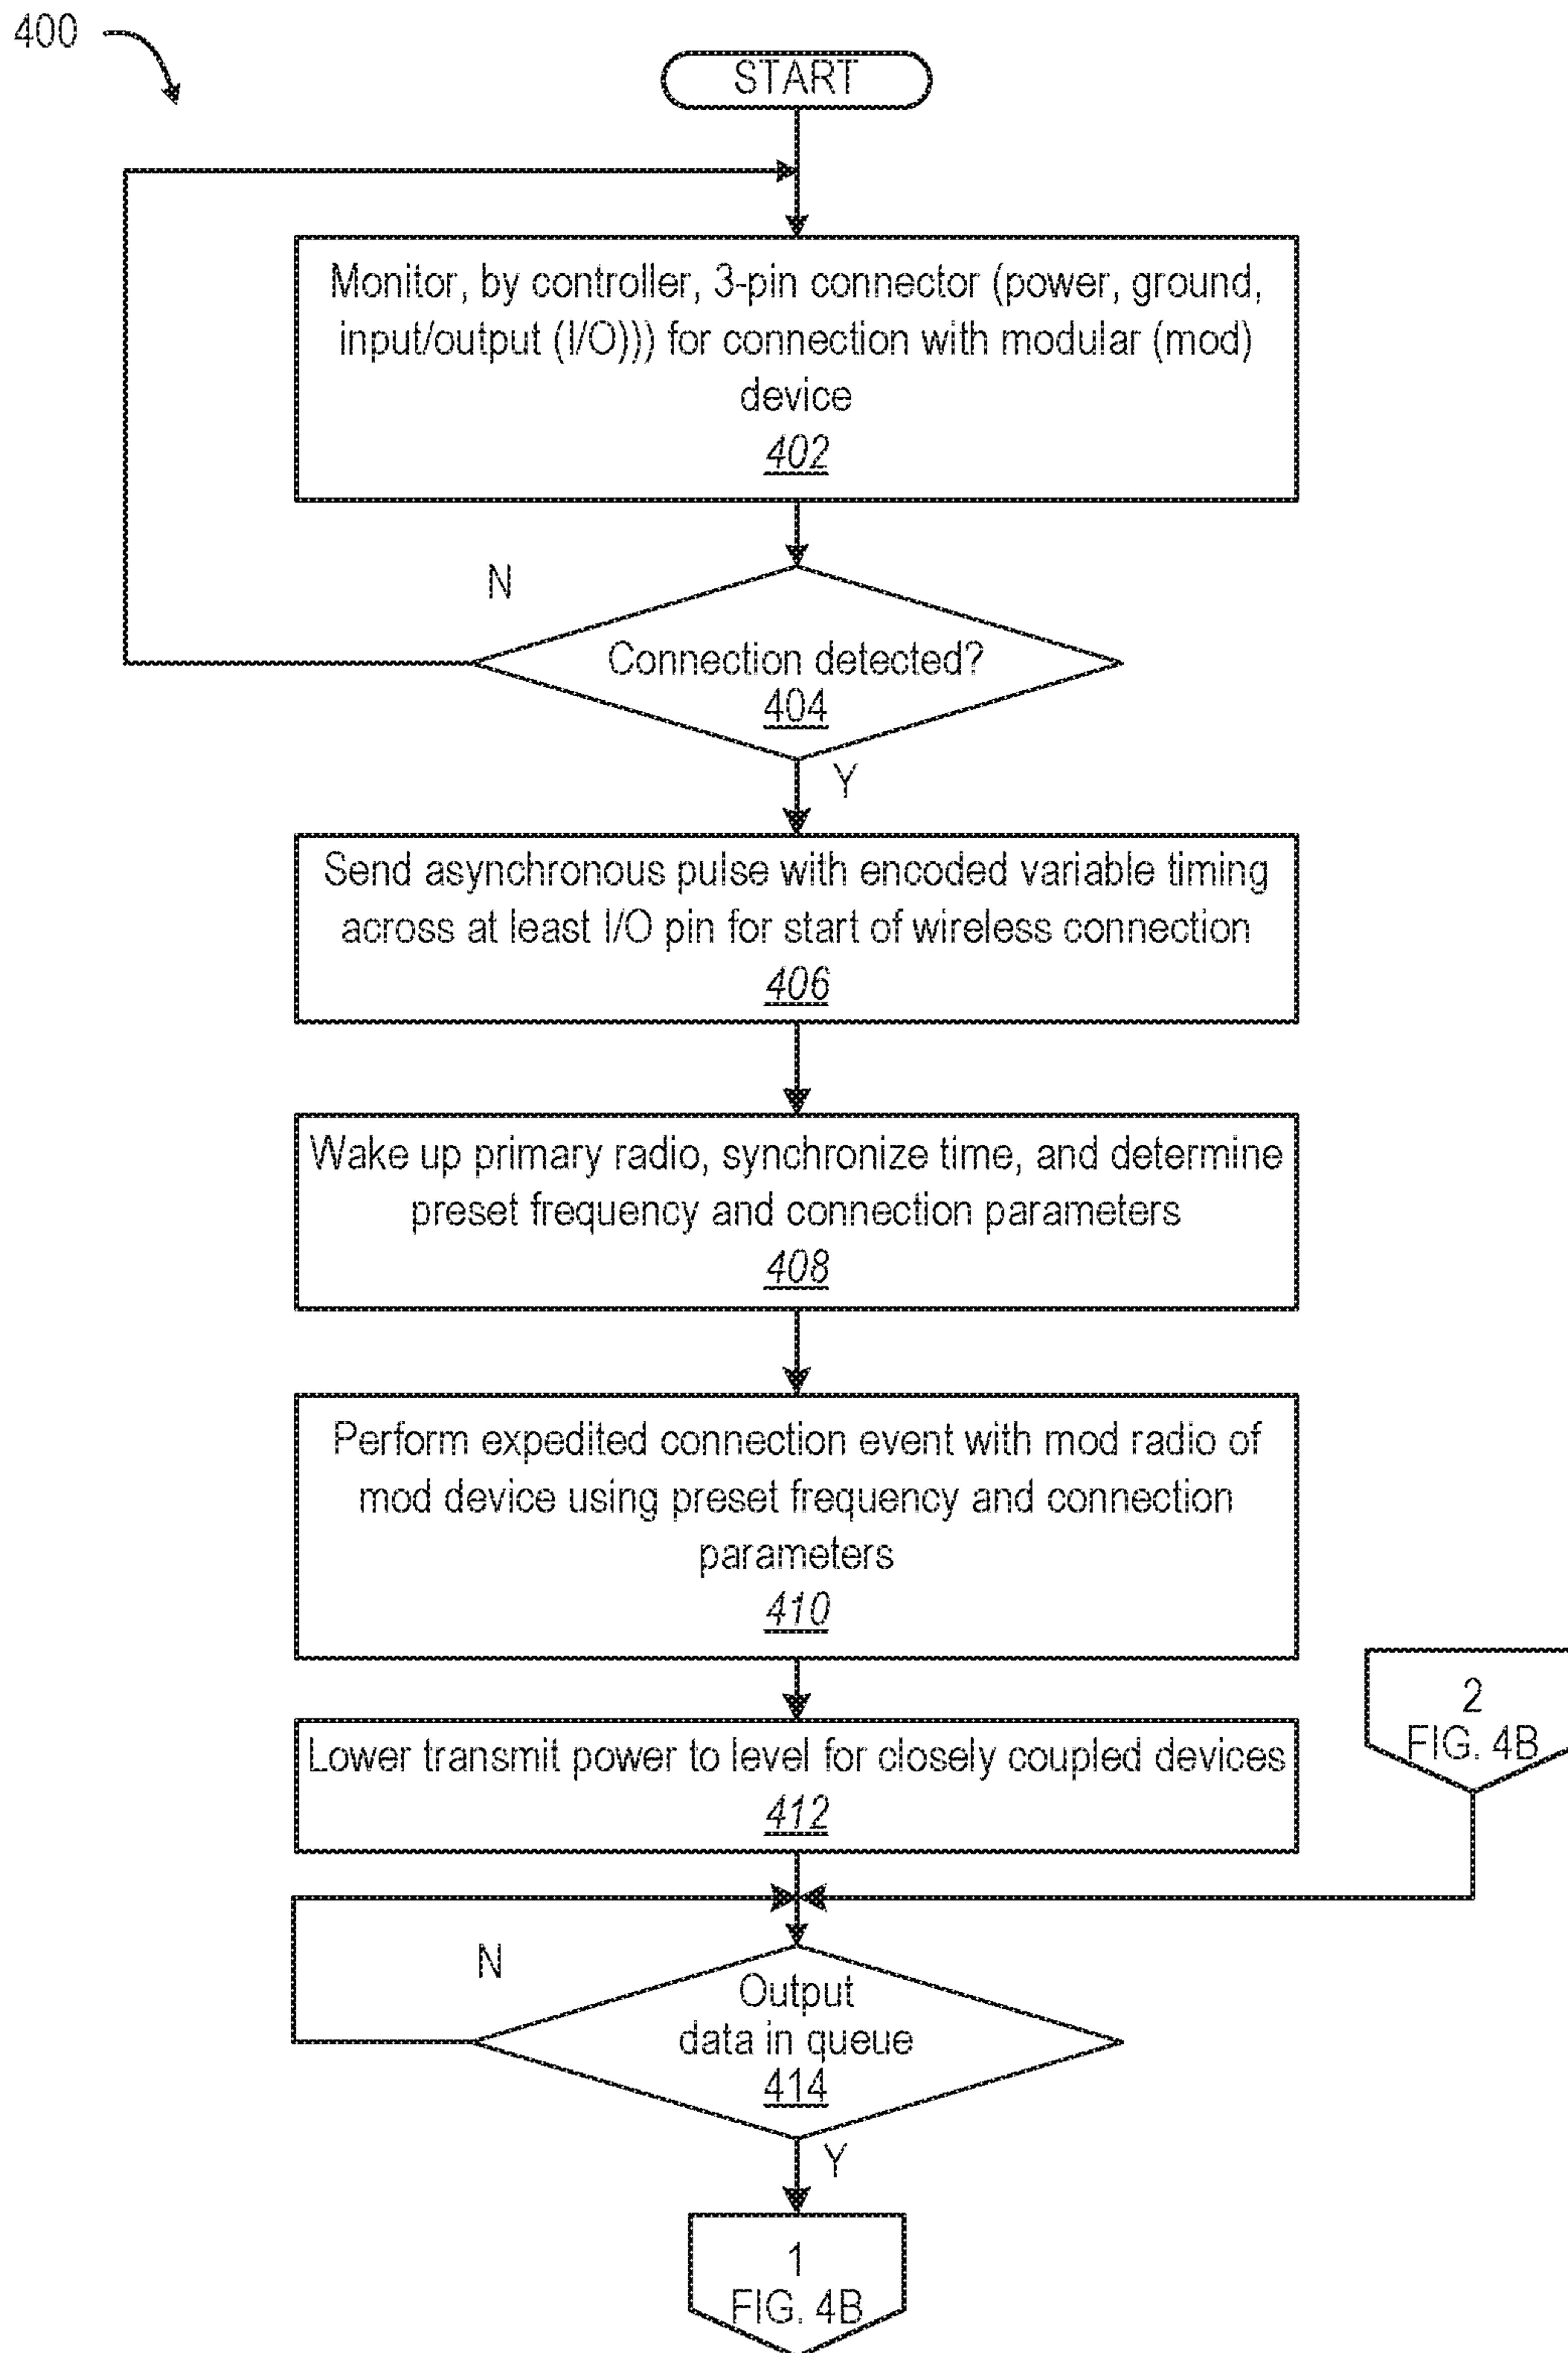 400
START
Monitor, by controller, 3-pin connector (power, ground,
input/output (I/O))) for connection with modular (mod)
device
402
N
Connection detected?
404
Y
Send asynchronous pulse with encoded variable timing
across at least I/O pin for start of wireless connection
406
Wake up primary radio, synchronize time, and determine
preset frequency and connection parameters
408
Perform expedited connection event with mod radio of
mod device using preset frequency and connection
parameters
410
2
FIG. 4B
Lower transmit power to level for closely coupled devices
412
N
Output
data in queue
414
Y
1
FIG. 4B